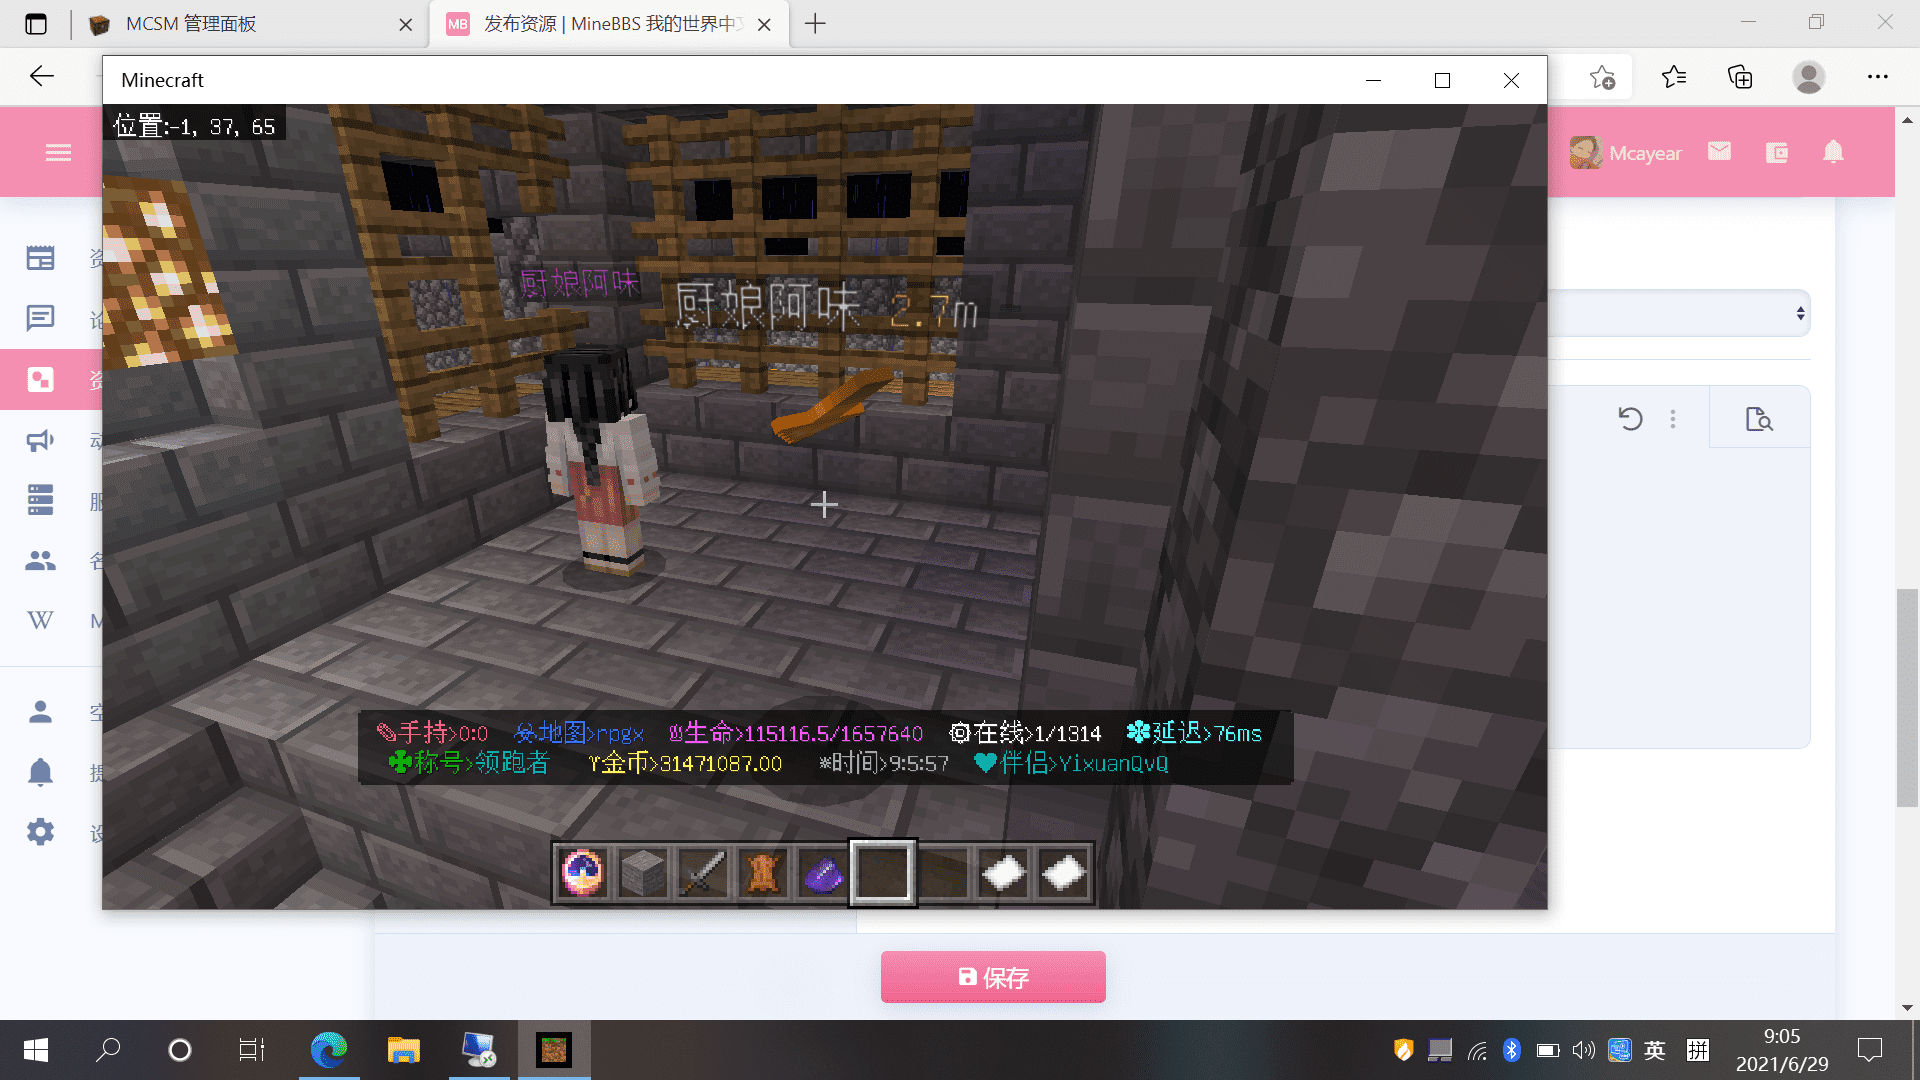 MCSM 管理面板
MB 发布资源 | MineBBS 我的世界中
Minecraft
位置:-1, 37, 65
Mcayear
厨娘阿味
厨娘阿味 2.7m
手持>0:0 地图>rpgx 生命>115116.5/1657640 在线>1/1314 延迟>76ms
称号>领跑者 金币>31471087.00 时间>9:5:57 伴侣>YixuanQvQ
保存
英 拼
9:05
2021/6/29